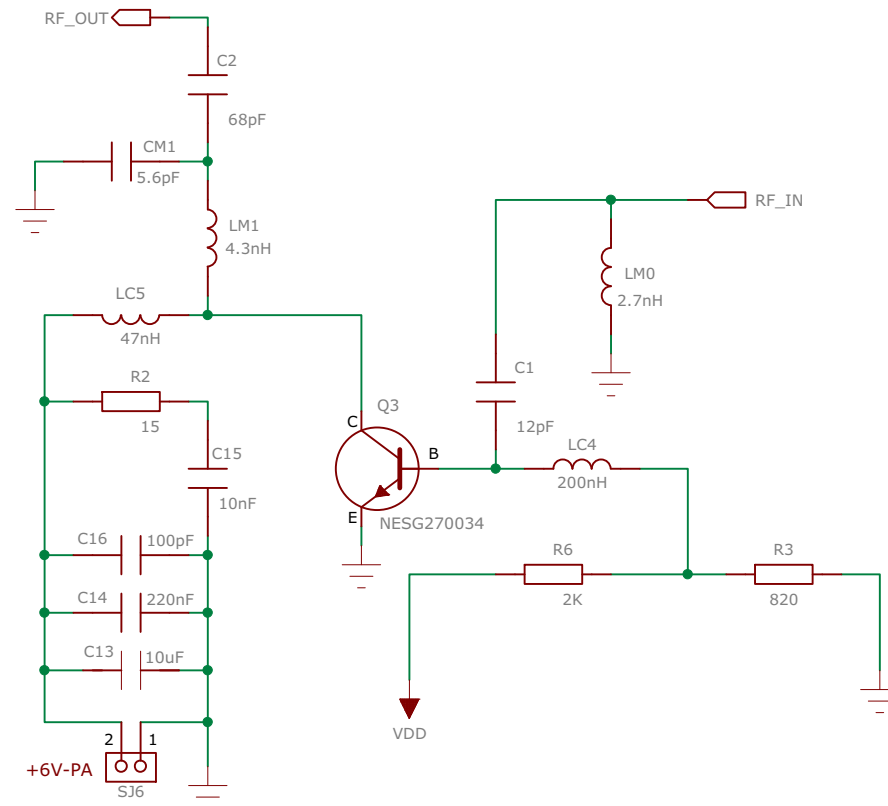 RF_OUT
C2
68pF
CM1
5.6pF
LM1
4.3nH
RF_IN
LM0
2.7nH
LC5
47nH
R2
15
C1
12pF
Q3
C
B
E
NESG270034
LC4
200nH
C15
10nF
C16
100pF
C14
220nF
C13
10uF
R6
2K
R3
820
VDD
2
1
+6V-PA
SJ6